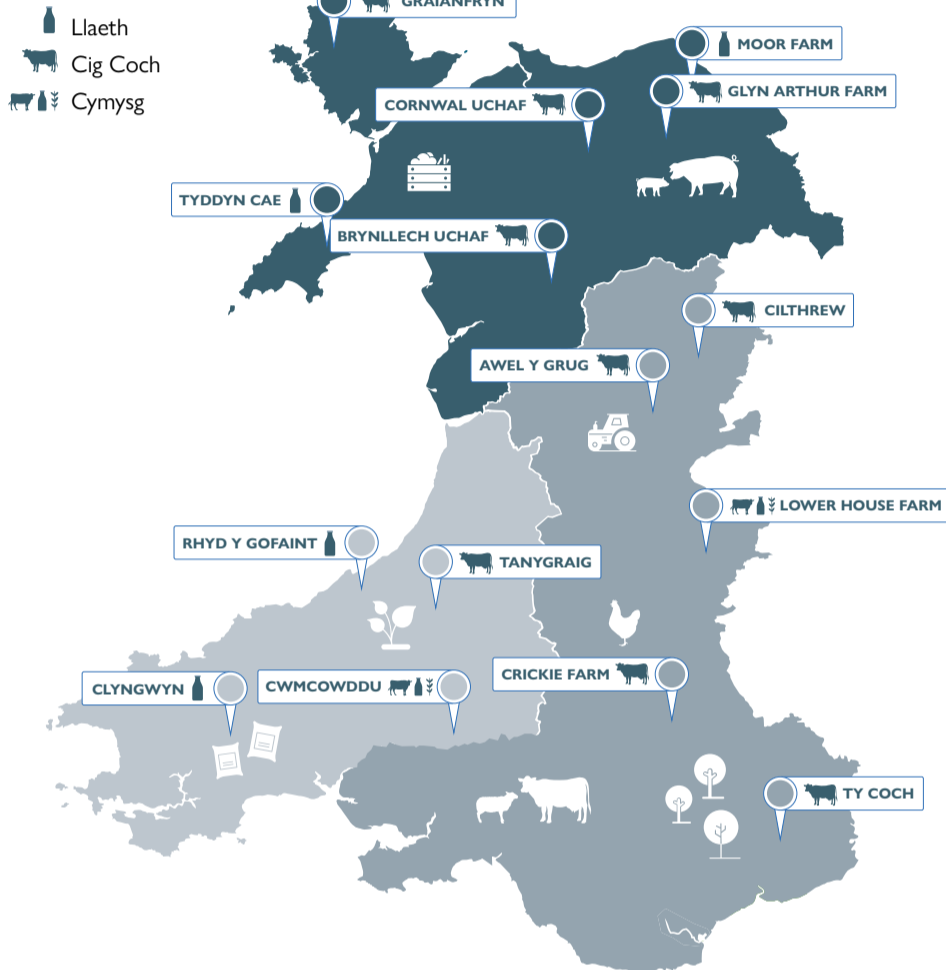 GRAIANFRYN
Llaeth
Cig Coch
Cymysg
MOOR FARM
GLYN ARTHUR FARM
CORNWAL UCHAF
TYDDYN CAE
BRYNLLECH UCHAF
CILTHREW
AWEL Y GRUG
LOWER HOUSE FARM
RHYD Y GOFAINT
TANYGRAIG
CRICKIE FARM
CLYNGWYN
CWMCOWDDU
TY COCH